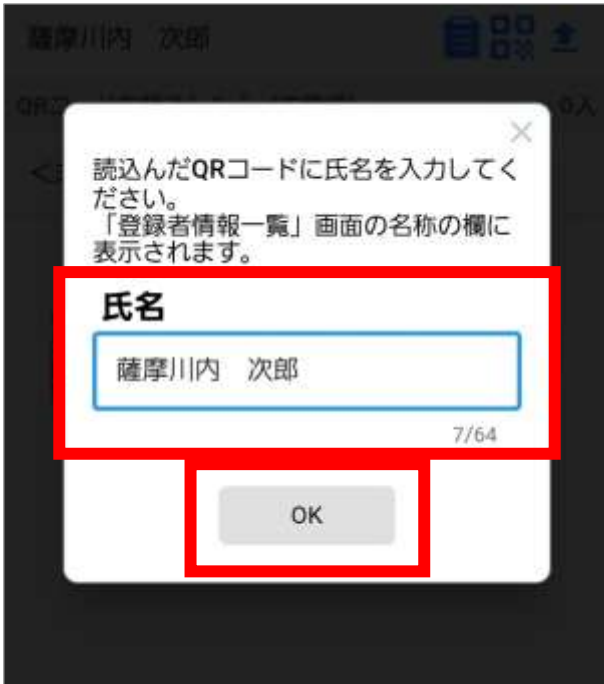 薩摩川内　次郎
0人
読込んだQRコードに氏名を入力してく
ださい。
「登録者情報一覧」画面の名称の欄に
表示されます。
氏名
薩摩川内　次郎
7/64
OK